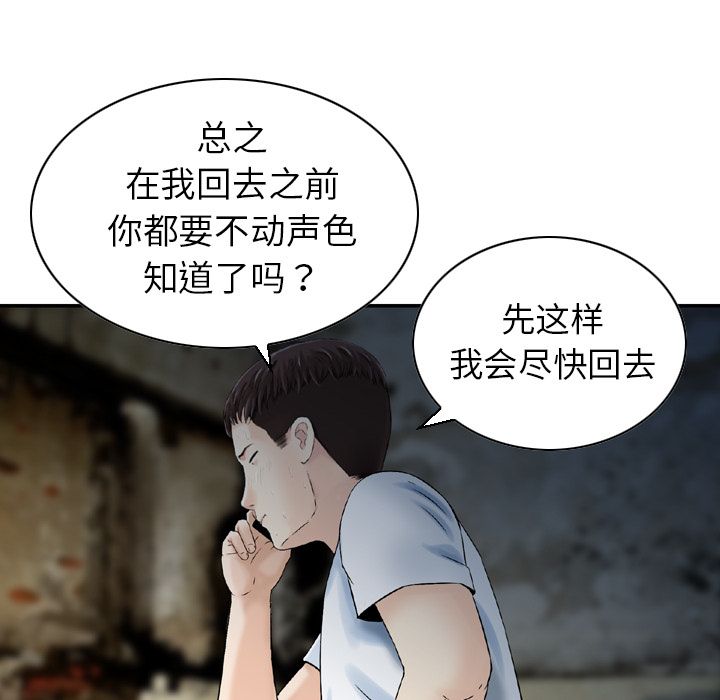 总之
在我回去之前
你都要不动声色
知道了吗？
先这样
我会尽快回去